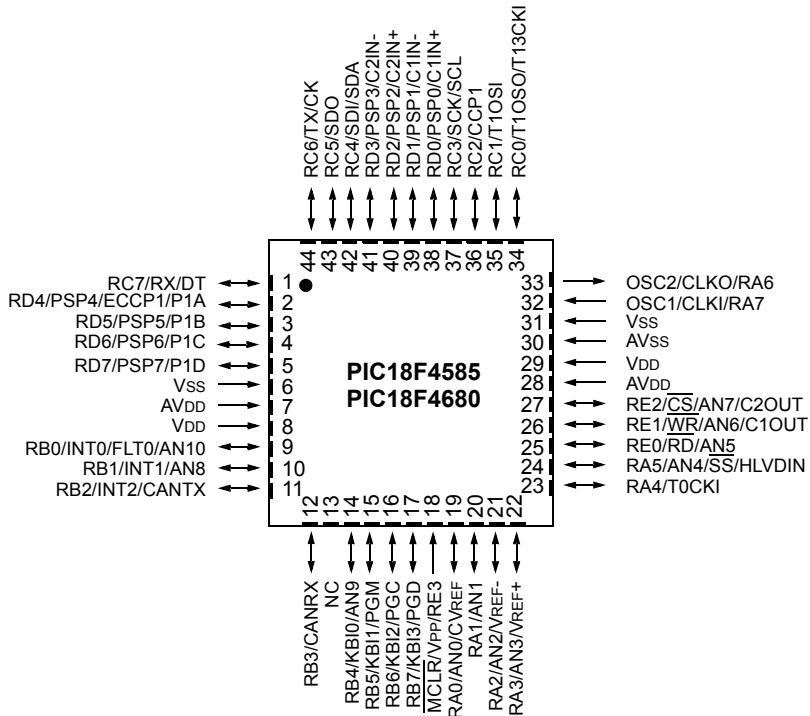 RC6/TX/CK
RC5/SDO
RC4/SDI/SDA
RD3/PSP3/C2IN-
RD2/PSP2/C2IN+
RD1/PSP1/C1IN-
RD0/PSP0/C1IN+
RC3/SCK/SCL
RC2/CCP1
RC1/T1OSI
RC0/T1OSO/T13CKI
44
43
42
41
40
39
38
37
36
35
34
RC7/RX/DT 1
RD4/PSP4/ECCP1/P1A 2
RD5/PSP5/P1B 3
RD6/PSP6/P1C 4
RD7/PSP7/P1D 5
VSS 6
AVDD 7
VDD 8
RB0/INT0/FLT0/AN10 9
RB1/INT1/AN8 10
RB2/INT2/CANTX 11
PIC18F4585
PIC18F4680
33 OSC2/CLKO/RA6
32 OSC1/CLKI/RA7
31 VSS
30 AVSS
29 VDD
28 AVDD
27 RE2/CS/AN7/C2OUT
26 RE1/WR/AN6/C1OUT
25 RE0/RD/AN5
24 RA5/AN4/SS/HLVDIN
23 RA4/T0CKI
12
13
14
15
16
17
18
19
20
21
22
RB3/CANRX
NC
RB4/KBI0/AN9
RB5/KBI1/PGM
RB6/KBI2/PGC
RB7/KBI3/PGD
MCLR/VPP/RE3
RA0/AN0/CVREF
RA1/AN1
RA2/AN2/VREF-
RA3/AN3/VREF+